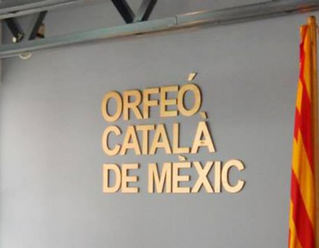 ORFEÓ
CATALÀ
DE MÈXIC